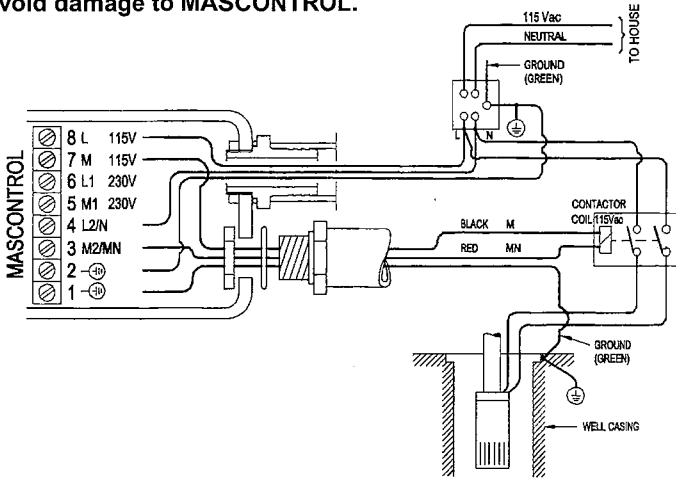 void damage to MASCONTROL.
115 Vac
NEUTRAL
TO HOUSE
GROUND
(GREEN)
L N
MASCONTROL
8 L 115V
7 M 115V
6 L1 230V
5 M1 230V
4 L2/N
3 M2/MN
2
1
CONTACTOR
COIL 115Vac
BLACK M
RED MN
GROUND
(GREEN)
WELL CASING